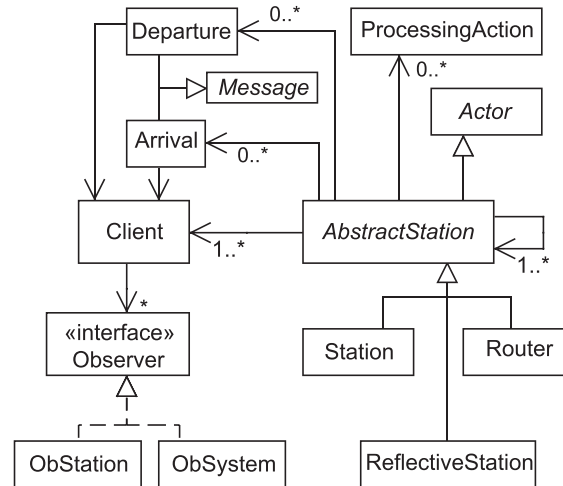 Departure
0..*
ProcessingAction
0..*
Message
Actor
Arrival
0..*
Client
1..*
AbstractStation
1..*
*
«interface»
Observer
Station
Router
ObStation
ObSystem
ReflectiveStation